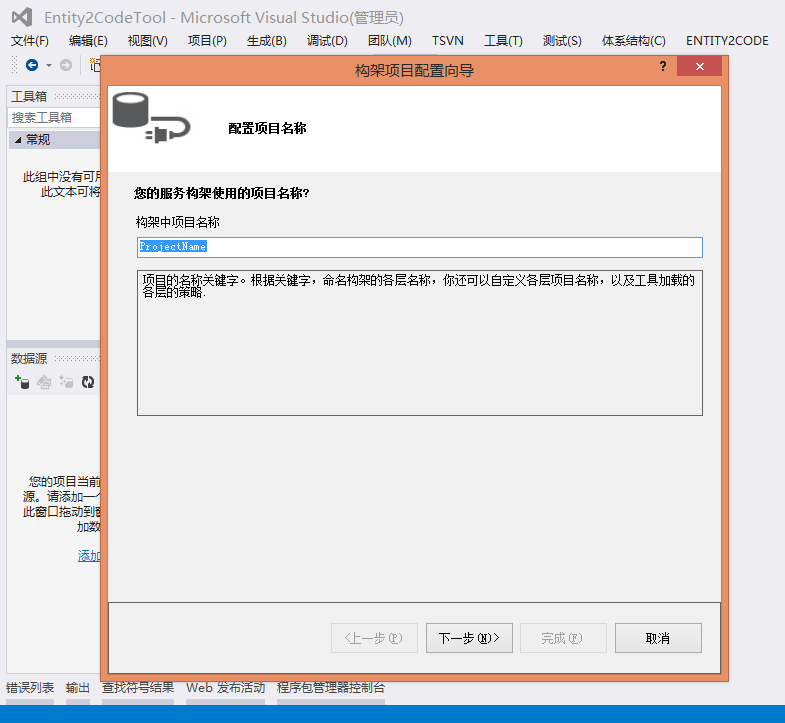 Entity2CodeTool - Microsoft Visual Studio(管理员)
文件(F) 编辑(E) 视图(V) 项目(P) 生成(B) 调试(D) 团队(M) TSVN 工具(T) 测试(S) 体系结构(C) ENTITY2CODE
构架项目配置向导 ?
工具箱
搜索工具箱
常规
此组中没有可用
此文本可将
配置项目名称
您的服务构架使用的项目名称?
构架中项目名称
ProjectName
项目的名称关键字。根据关键字，命名构架的各层名称，你还可以自定义各层项目名称，以及工具加载的
各层的策略.
数据源
您的项目当前
源。请添加一个
此窗口拖动到窗
加数
添加
<上一步(P) 下一步(N)> 完成(F) 取消
错误列表 输出 查找符号结果 Web 发布活动 程序包管理器控制台